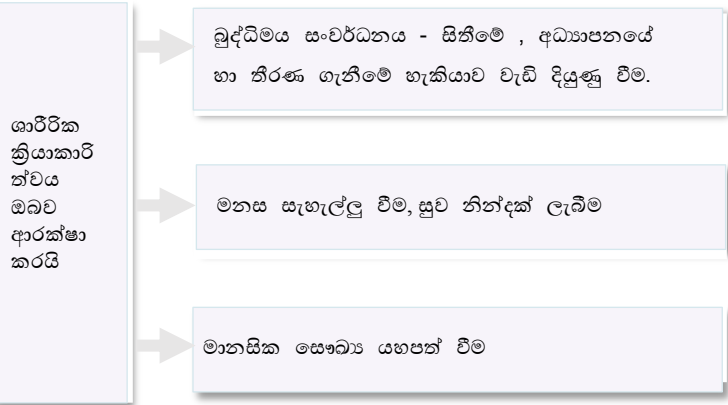 ශාරීරික
ක්‍රියාකාරි
ත්වය
ඔබව
ආරක්ෂා
කරයි
බුද්ධිමය සංවර්ධනය - සිතීමේ , අධ්‍යාපනයේ
හා තීරණ ගැනීමේ හැකියාව වැඩි දියුණු වීම.
මනස සැහැල්ලු වීම, සුව නින්දක් ලැබීම
මානසික සෞඛ්‍ය යහපත් වීම